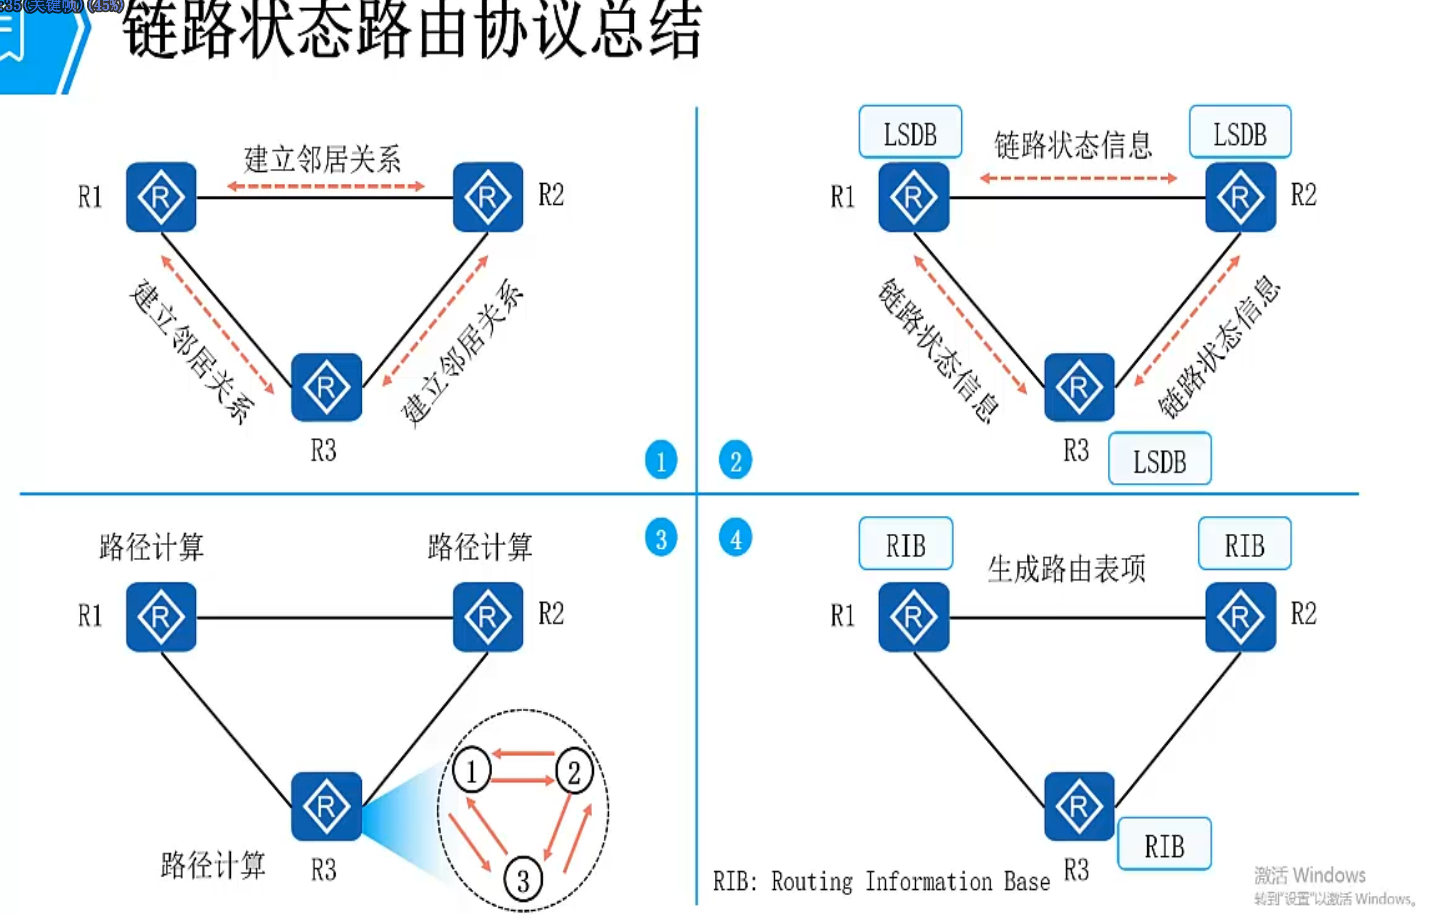 :35 (关键帧) (45%)
链路状态路由协议总结
建立邻居关系
R1
R
R
R2
建立邻居关系
建立邻居关系
R
R3
1
LSDB
链路状态信息
LSDB
R1
R
R
R2
链路状态信息
链路状态信息
R
R3
LSDB
2
3
路径计算
路径计算
R1
R
R
R2
1
2
3
R
路径计算
R3
4
RIB
生成路由表项
RIB
R1
R
R
R2
R
R3
RIB
RIB: Routing Information Base
激活 Windows
转到"设置"以激活 Windows。